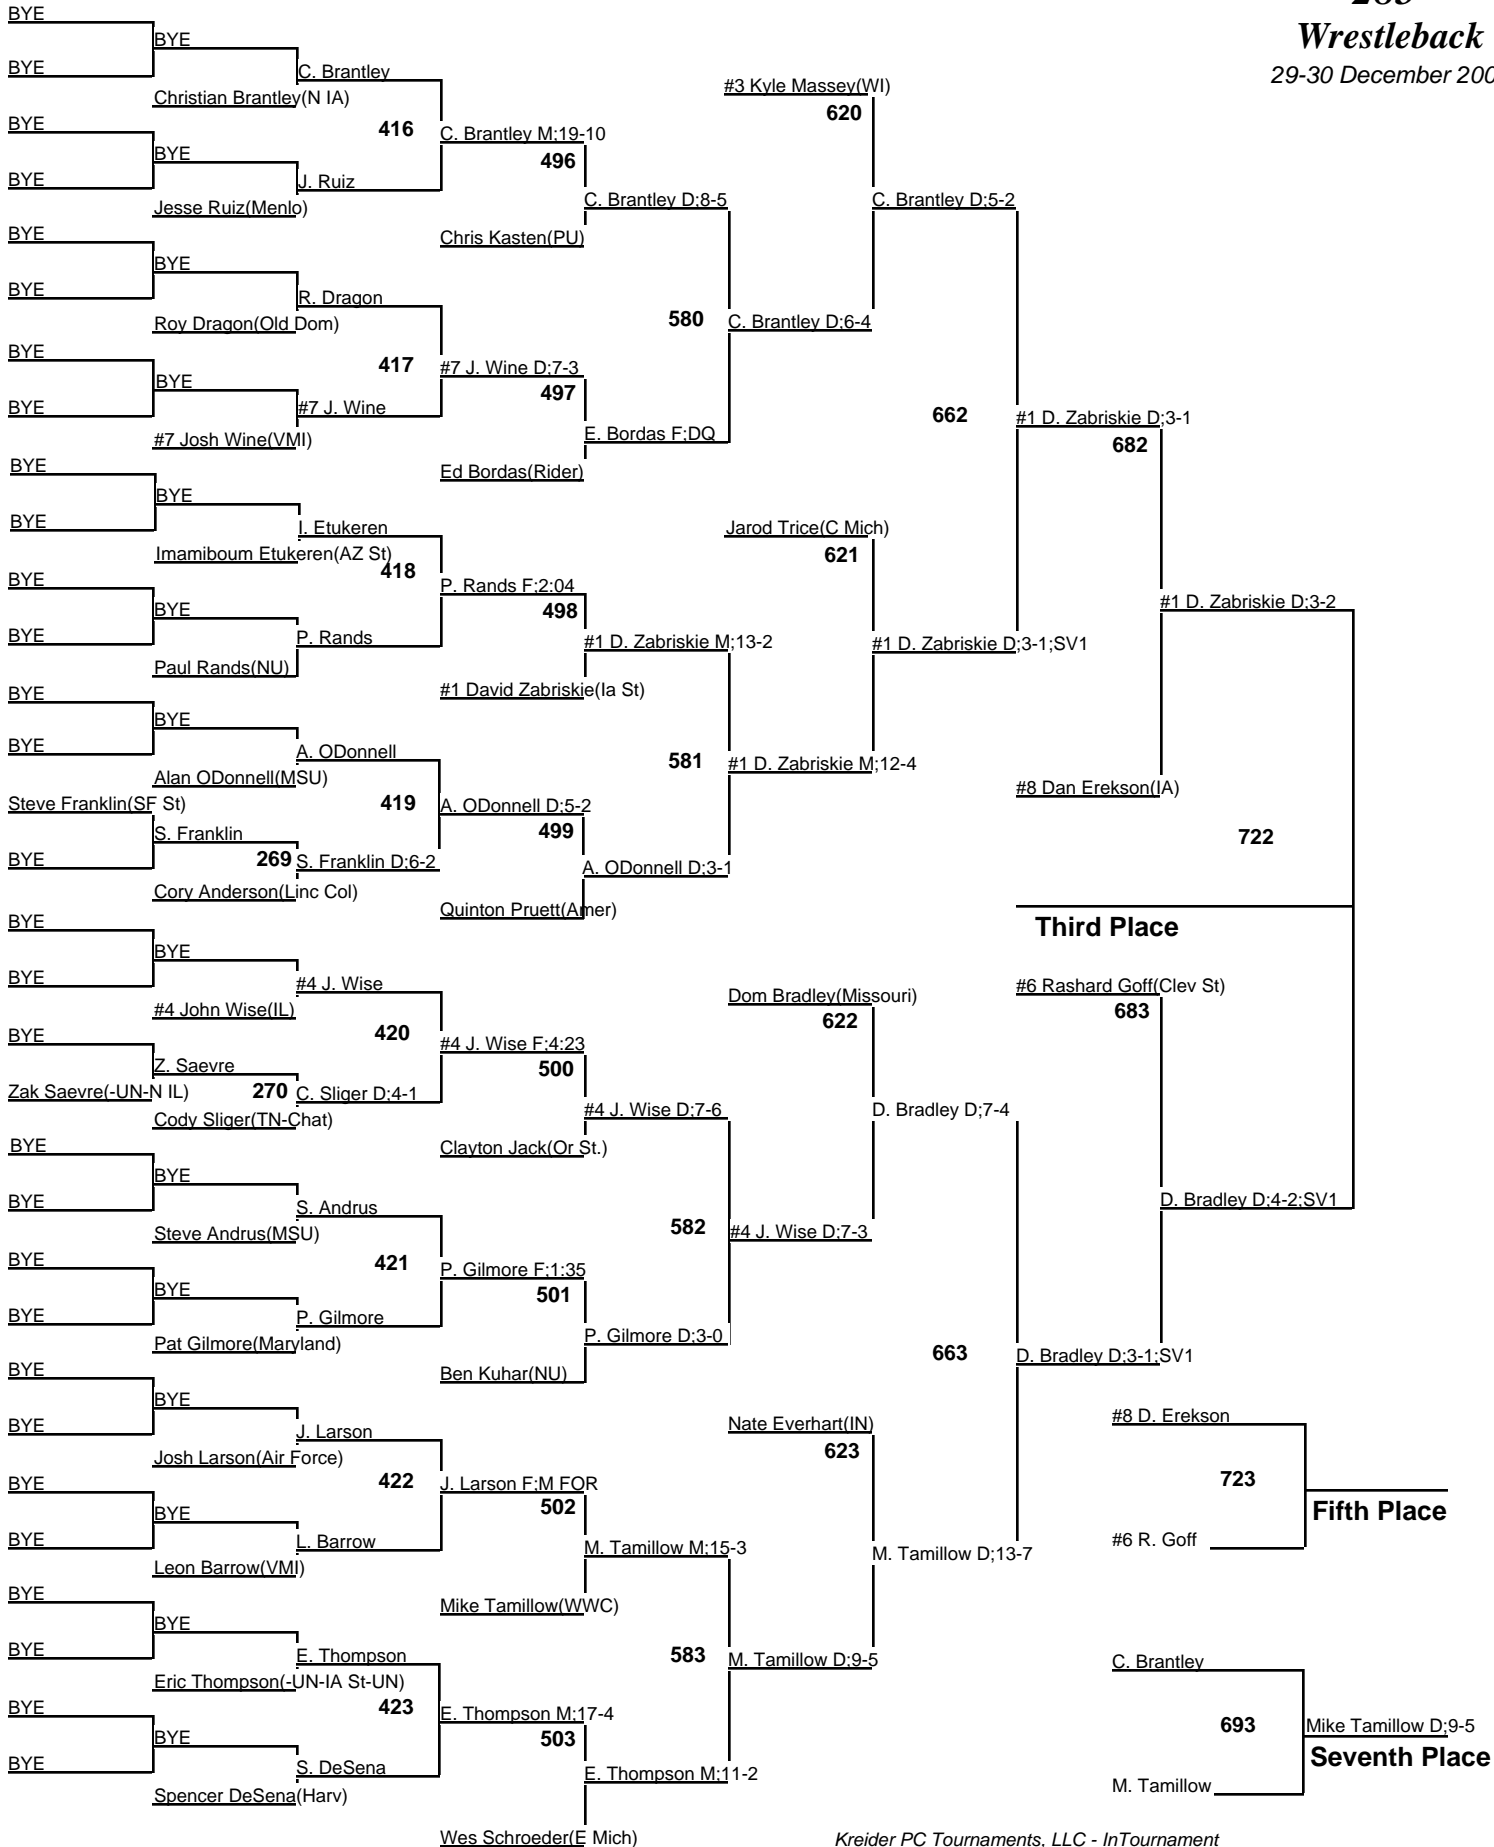 285
Wrestleback
29-30 December 200
BYE
BYE
BYE
C. Brantley
Christian Brantley(N IA)
#3 Kyle Massey(WI)
620
BYE
416
C. Brantley M;19-10
BYE
496
BYE
J. Ruiz
C. Brantley D;8-5
C. Brantley D;5-2
Jesse Ruiz(Menlo)
BYE
Chris Kasten(PU)
BYE
BYE
R. Dragon
Roy Dragon(Old Dom)
580
C. Brantley D;6-4
BYE
417
#7 J. Wine D;7-3
BYE
497
BYE
#7 J. Wine
662
#1 D. Zabriskie D;3-1
#7 Josh Wine(VMI)
E. Bordas F;DQ
682
BYE
Ed Bordas(Rider)
BYE
BYE
I. Etukeren
Jarod Trice(C Mich)
Imamiboum Etukeren(AZ St)
621
418
BYE
P. Rands F;2:04
BYE
498
#1 D. Zabriskie D;3-2
BYE
P. Rands
#1 D. Zabriskie M;13-2
#1 D. Zabriskie D;3-1;SV1
Paul Rands(NU)
BYE
#1 David Zabriskie(Ia St)
BYE
BYE
A. ODonnell
581
#1 D. Zabriskie M;12-4
Alan ODonnell(MSU)
#8 Dan Erekson(IA)
Steve Franklin(SF St)
419
A. ODonnell D;5-2
S. Franklin
499
722
BYE
269
S. Franklin D;6-2
A. ODonnell D;3-1
Cory Anderson(Linc Col)
Quinton Pruett(Amer)
BYE
Third Place
BYE
BYE
#4 J. Wise
#6 Rashard Goff(Clev St)
Dom Bradley(Missouri)
#4 John Wise(IL)
622
683
BYE
420
#4 J. Wise F;4:23
Z. Saevre
500
Zak Saevre(-UN-N IL)
270
C. Sliger D;4-1
#4 J. Wise D;7-6
D. Bradley D;7-4
Cody Sliger(TN-Chat)
BYE
Clayton Jack(Or St.)
BYE
BYE
S. Andrus
D. Bradley D;4-2;SV1
Steve Andrus(MSU)
582
#4 J. Wise D;7-3
BYE
421
P. Gilmore F;1:35
BYE
501
BYE
P. Gilmore
Pat Gilmore(Maryland)
P. Gilmore D;3-0
663
D. Bradley D;3-1;SV1
BYE
Ben Kuhar(NU)
BYE
BYE
J. Larson
Nate Everhart(IN)
#8 D. Erekson
Josh Larson(Air Force)
623
BYE
422
J. Larson F;M FOR
723
BYE
502
Fifth Place
BYE
L. Barrow
M. Tamillow M;15-3
M. Tamillow D;13-7
#6 R. Goff
Leon Barrow(VMI)
BYE
Mike Tamillow(WWC)
BYE
BYE
E. Thompson
583
M. Tamillow D;9-5
C. Brantley
Eric Thompson(-UN-IA St-UN)
BYE
423
E. Thompson M;17-4
BYE
503
693
Mike Tamillow D;9-5
BYE
S. DeSena
E. Thompson M;11-2
Seventh Place
M. Tamillow
Spencer DeSena(Harv)
Wes Schroeder(E Mich)
Kreider PC Tournaments, LLC - InTournament